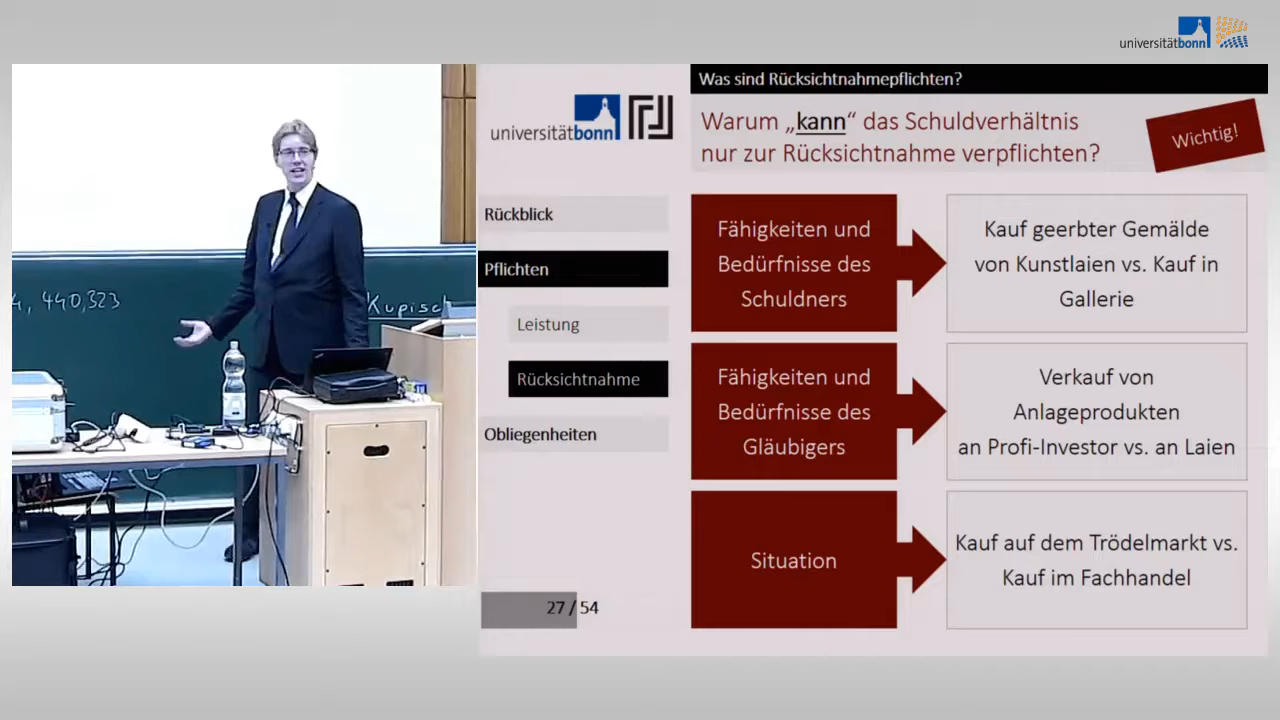 universitätbonn
Was sind Rücksichtnahmepflichten?
universitätbonn
Warum „kann“ das Schuldverhältnis
nur zur Rücksichtnahme verpflichten?
Wichtig!
Rückblick
Pflichten
Leistung
Rücksichtnahme
Obliegenheiten
Fähigkeiten und
Bedürfnisse des
Schuldners
Kauf geerbter Gemälde
von Kunstlaien vs. Kauf in
Gallerie
Fähigkeiten und
Bedürfnisse des
Gläubigers
Verkauf von
Anlageprodukten
an Profi-Investor vs. an Laien
Situation
Kauf auf dem Trödelmarkt vs.
Kauf im Fachhandel
27 / 54
440,323
Kupisch